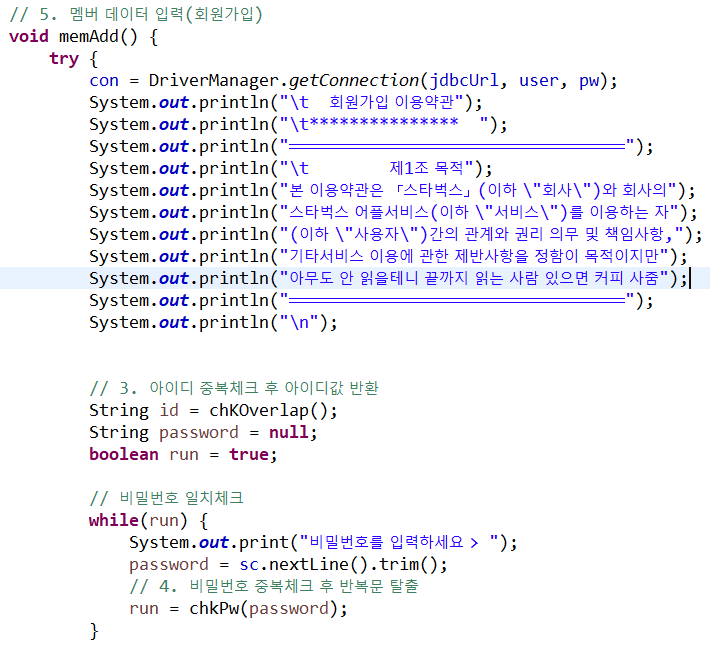 // 5. 멤버 데이터 입력(회원가입)
void memAdd() {
    try {
        con = DriverManager.getConnection(jdbcUrl, user, pw);
        System.out.println("\t  회원가입 이용약관");
        System.out.println("\t***************  ");
        System.out.println("==========================================");
        System.out.println("\t        제1조 목적");
        System.out.println("본 이용약관은 「스타벅스」(이하 \"회사\")와 회사의");
        System.out.println("스타벅스 어플서비스(이하 \"서비스\")를 이용하는 자");
        System.out.println("(이하 \"사용자\")간의 관계와 권리 의무 및 책임사항,");
        System.out.println("기타서비스 이용에 관한 제반사항을 정함이 목적이지만");
        System.out.println("아무도 안 읽을테니 끝까지 읽는 사람 있으면 커피 사줌");
        System.out.println("==========================================");
        System.out.println("\n");
        // 3. 아이디 중복체크 후 아이디값 반환
        String id = chKOverlap();
        String password = null;
        boolean run = true;
        // 비밀번호 일치체크
        while(run) {
            System.out.print("비밀번호를 입력하세요 > ");
            password = sc.nextLine().trim();
            // 4. 비밀번호 중복체크 후 반복문 탈출
            run = chkPw(password);
        }